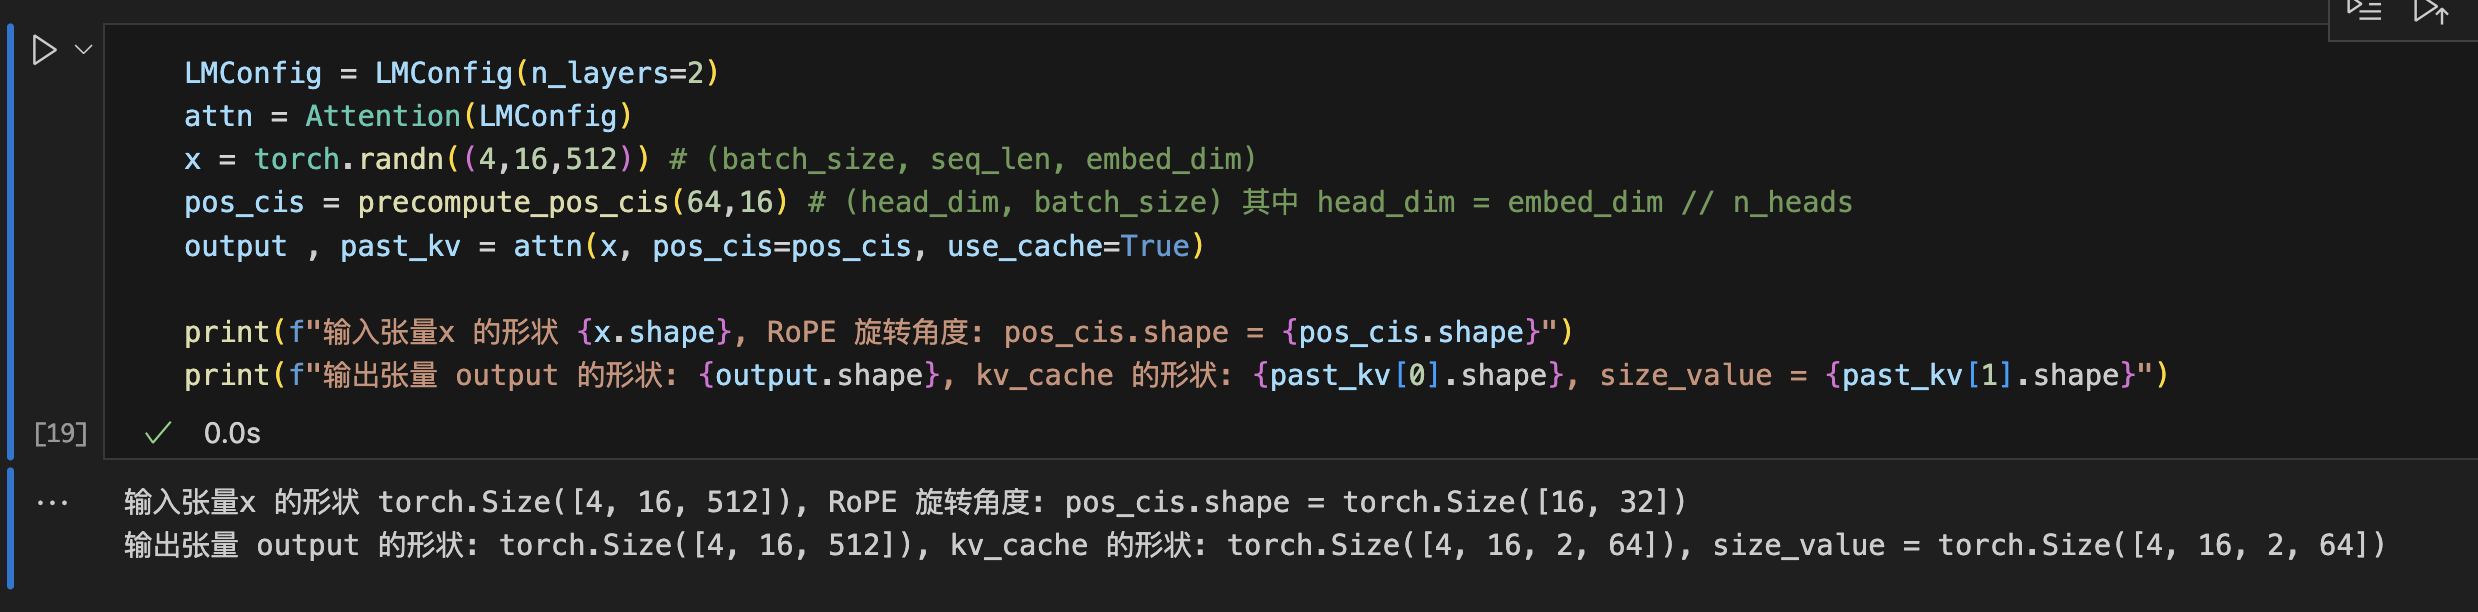 LMConfig = LMConfig(n_layers=2)
attn = Attention(LMConfig)
x = torch.randn((4,16,512)) # (batch_size, seq_len, embed_dim)
pos_cis = precompute_pos_cis(64,16) # (head_dim, batch_size) 其中 head_dim = embed_dim // n_heads
output , past_kv = attn(x, pos_cis=pos_cis, use_cache=True)
print(f"输入张量x 的形状 {x.shape}, RoPE 旋转角度: pos_cis.shape = {pos_cis.shape}")
print(f"输出张量 output 的形状: {output.shape}, kv_cache 的形状: {past_kv[0].shape}, size_value = {past_kv[1].shape}")
[19] 0.0s
输入张量x 的形状 torch.Size([4, 16, 512]), RoPE 旋转角度: pos_cis.shape = torch.Size([16, 32])
输出张量 output 的形状: torch.Size([4, 16, 512]), kv_cache 的形状: torch.Size([4, 16, 2, 64]), size_value = torch.Size([4, 16, 2, 64])